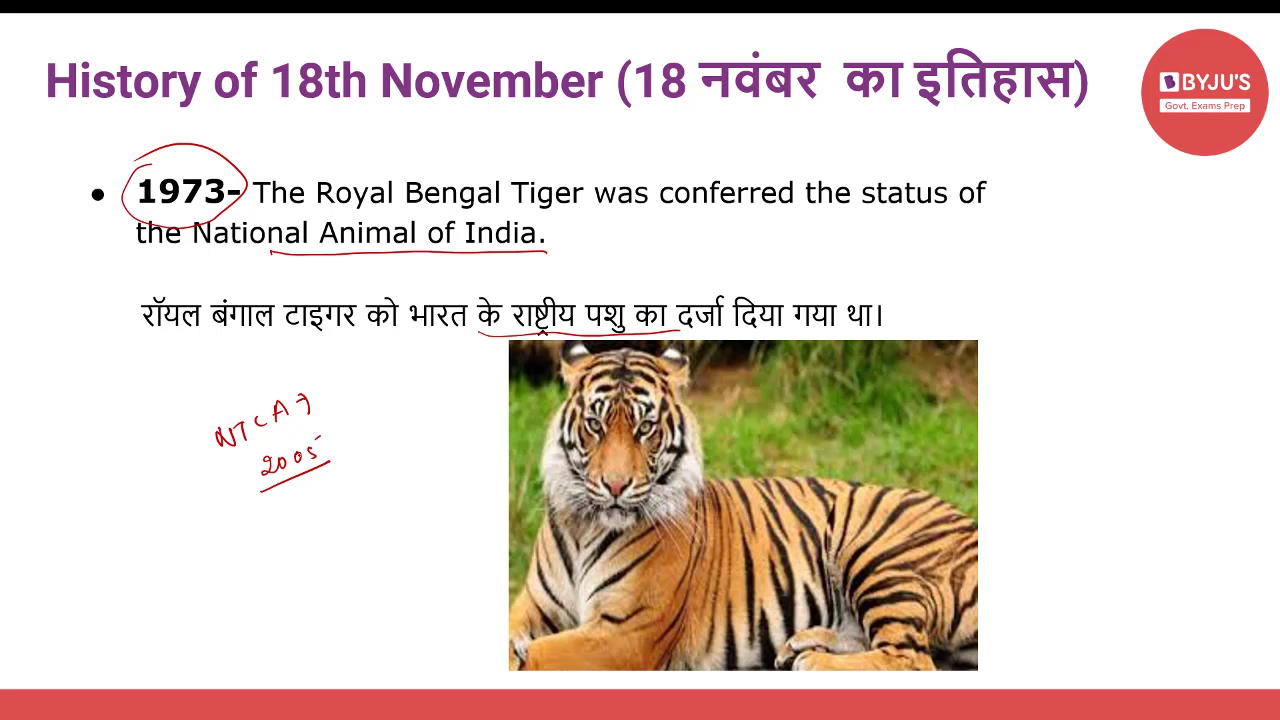 History of 18th November (18 नवंबर का इतिहास)
BYJU'S
Govt. Exams Prep
• 1973- The Royal Bengal Tiger was conferred the status of
the National Animal of India.
रॉयल बंगाल टाइगर को भारत के राष्ट्रीय पशु का दर्जा दिया गया था।
NTCA →
2005